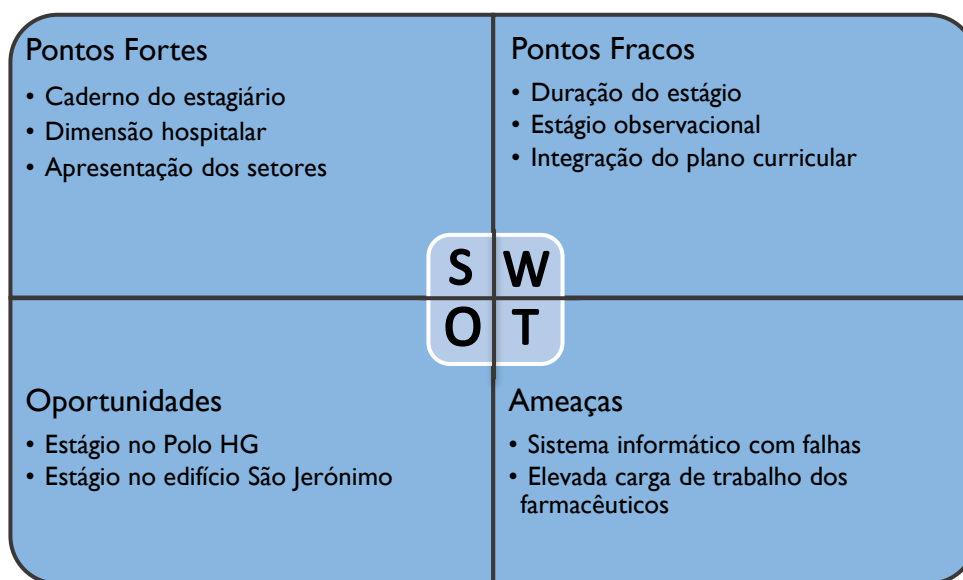 Pontos Fortes
• Caderno do estagiário
• Dimensão hospitalar
• Apresentação dos setores
Pontos Fracos
• Duração do estágio
• Estágio observacional
• Integração do plano curricular
S W
O T
Oportunidades
• Estágio no Polo HG
• Estágio no edifício São Jerónimo
Ameaças
• Sistema informático com falhas
• Elevada carga de trabalho dos
farmacêuticos